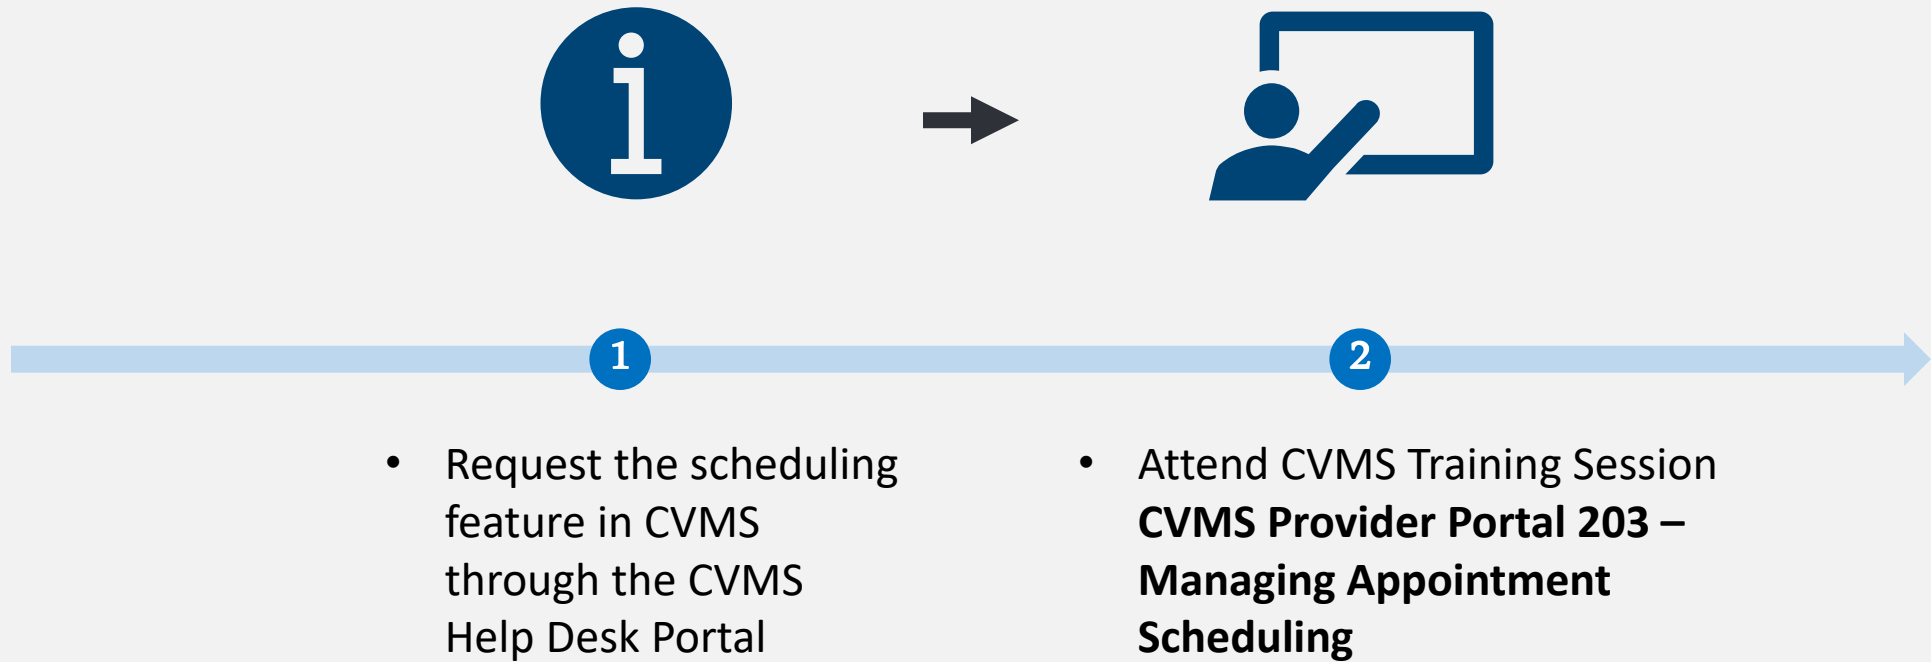 1
2
• Request the scheduling
feature in CVMS
through the CVMS
Help Desk Portal
• Attend CVMS Training Session
CVMS Provider Portal 203 –
Managing Appointment
Scheduling